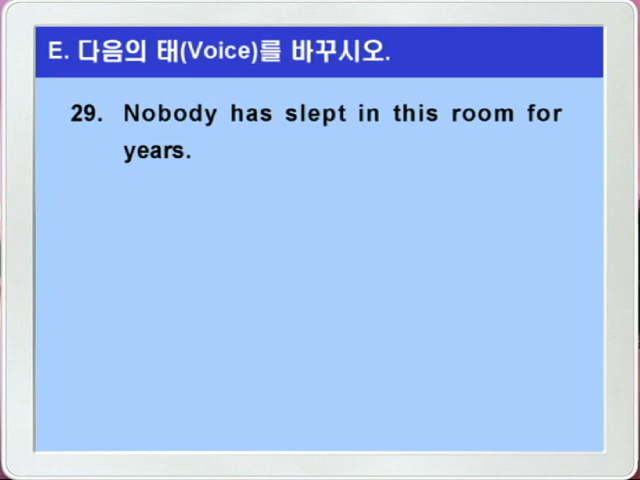 E. 다음의 태(Voice)를 바꾸시오.
29. Nobody has slept in this room for
years.